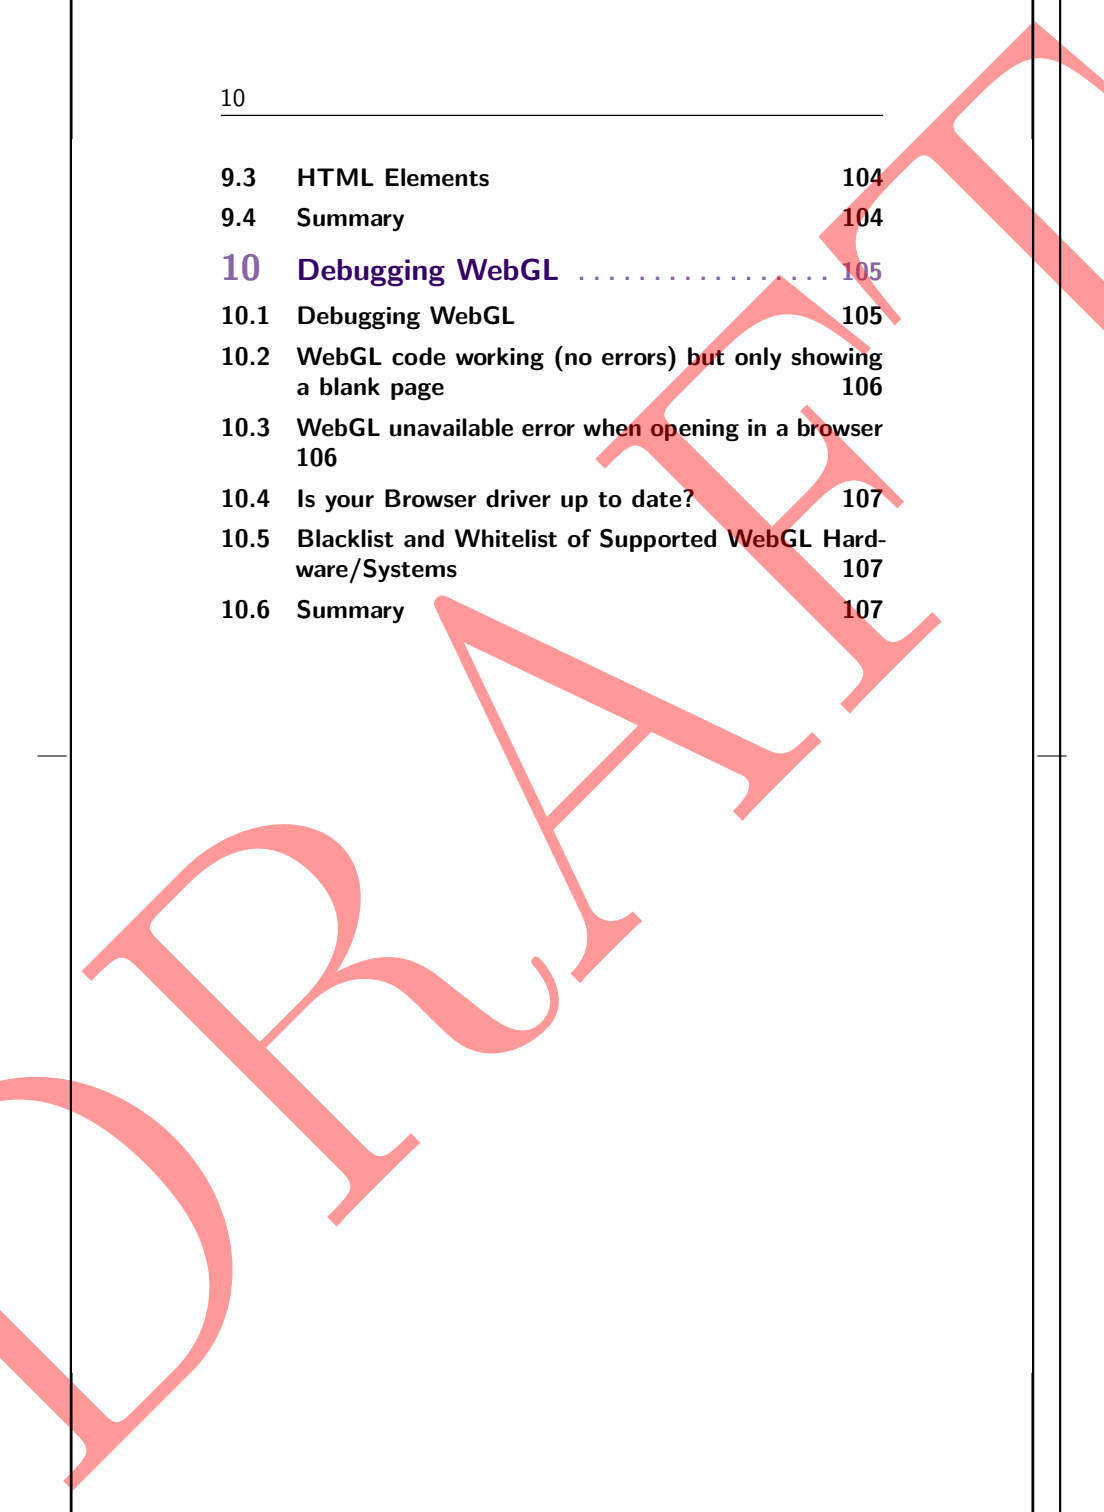 10
9.3 HTML Elements 104
9.4 Summary 104
10 Debugging WebGL . . . . . . . . . . . . . . . . . 105
10.1 Debugging WebGL 105
10.2 WebGL code working (no errors) but only showing
a blank page 106
10.3 WebGL unavailable error when opening in a browser
106
10.4 Is your Browser driver up to date? 107
10.5 Blacklist and Whitelist of Supported WebGL Hard-
ware/Systems 107
10.6 Summary 107
DRAFT